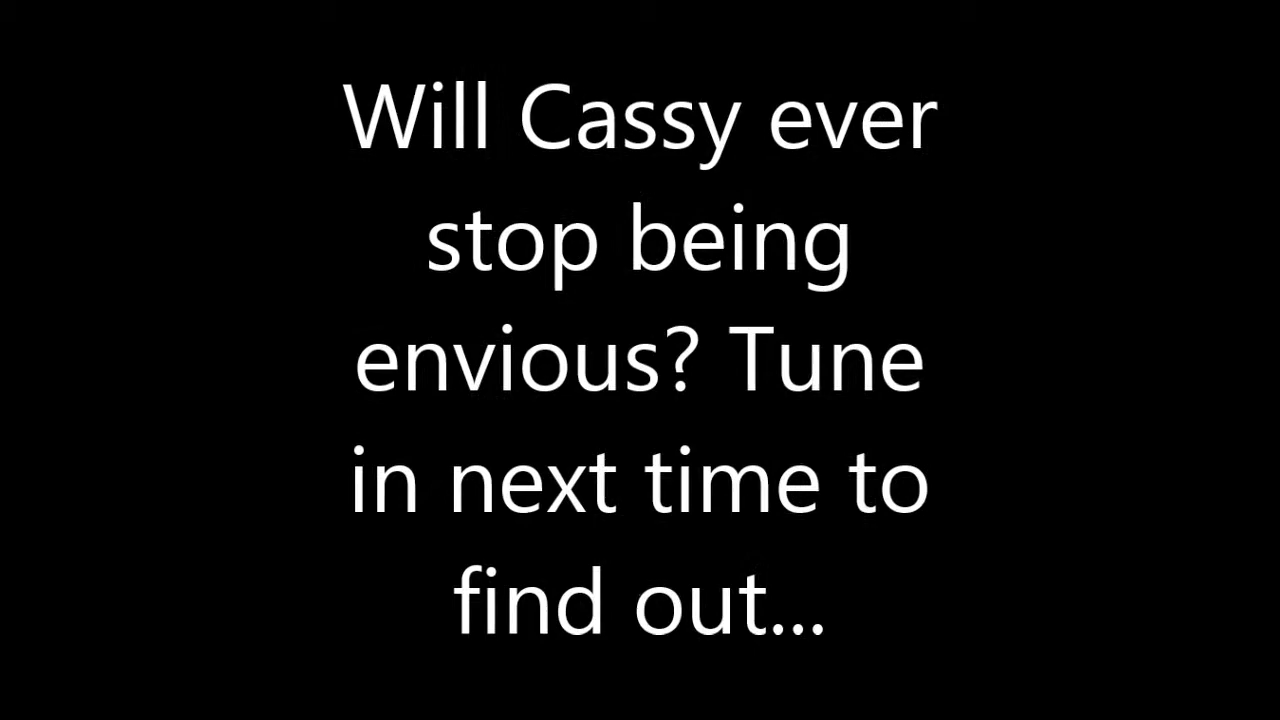 Will Cassy ever
stop being
envious? Tune
in next time to
find out...